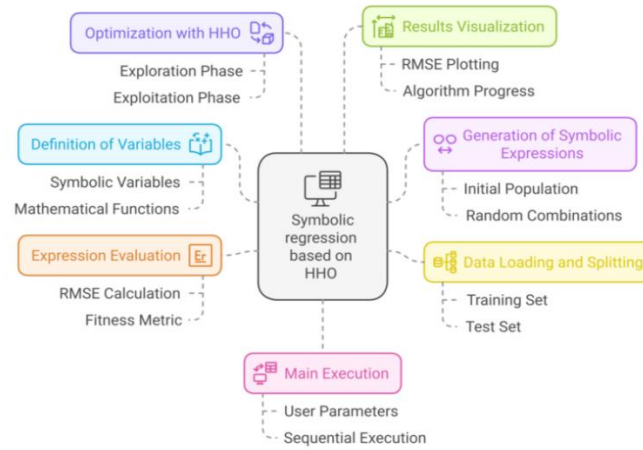 Optimization with HHO
Exploration Phase
Exploitation Phase
Results Visualization
RMSE Plotting
Algorithm Progress
Definition of Variables
Symbolic Variables
Mathematical Functions
Generation of Symbolic
Expressions
Initial Population
Random Combinations
Symbolic
regression
based on
HHO
Expression Evaluation
Er
RMSE Calculation
Fitness Metric
Data Loading and Splitting
Training Set
Test Set
Main Execution
User Parameters
Sequential Execution